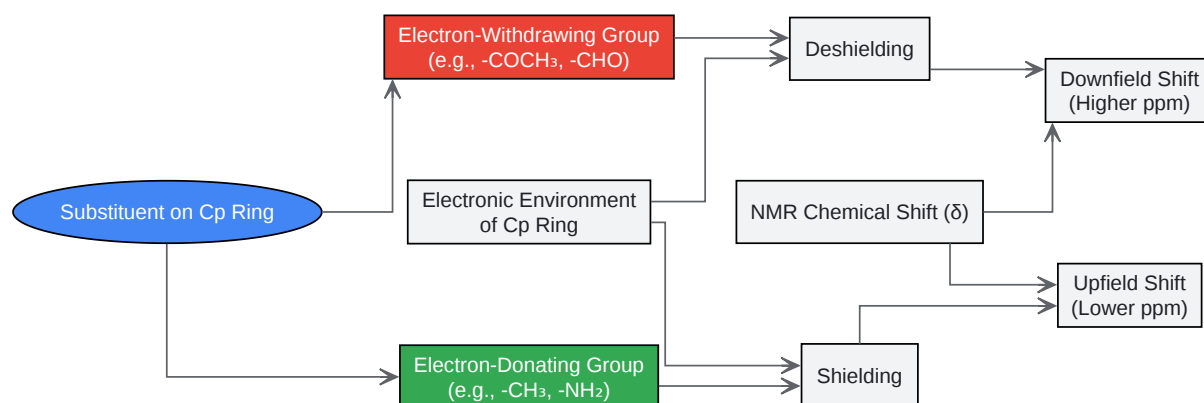 Electron-Withdrawing Group
(e.g., -COCH₃, -CHO)
Deshielding
Downfield Shift
(Higher ppm)
Substituent on Cp Ring
Electronic Environment
of Cp Ring
NMR Chemical Shift (δ)
Upfield Shift
(Lower ppm)
Electron-Donating Group
(e.g., -CH₃, -NH₂)
Shielding